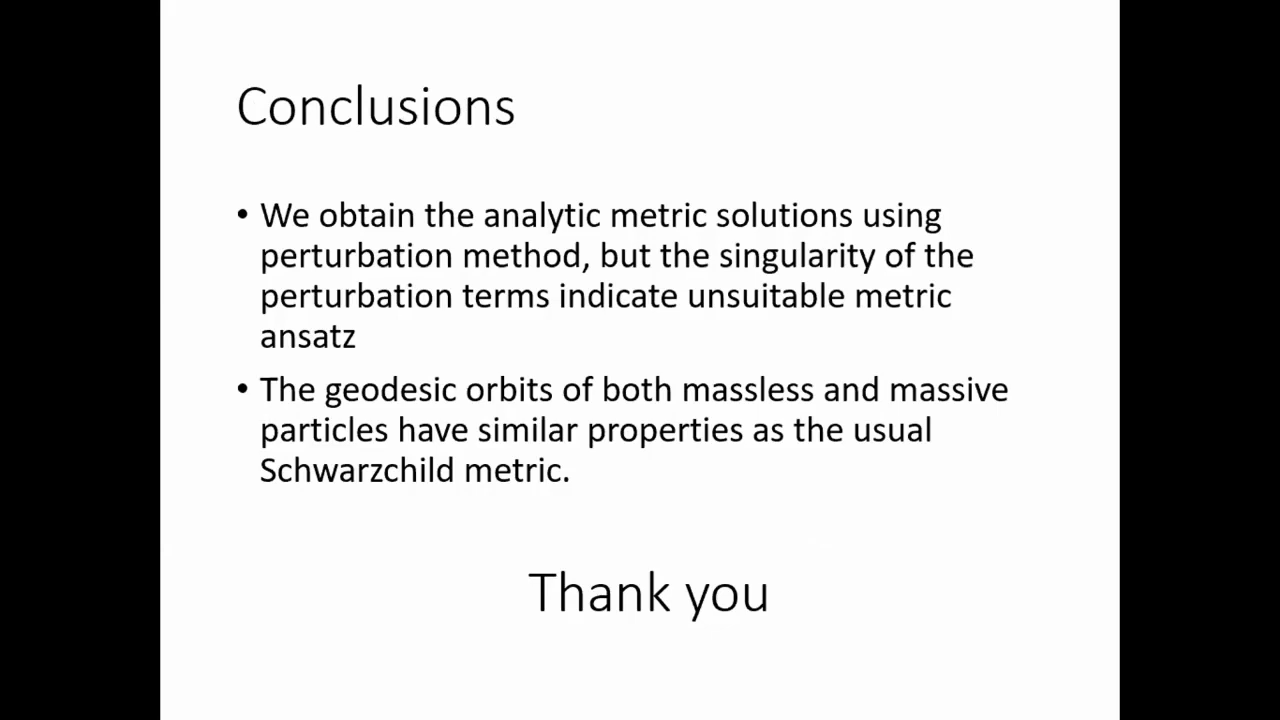 Conclusions
• We obtain the analytic metric solutions using
perturbation method, but the singularity of the
perturbation terms indicate unsuitable metric
ansatz
• The geodesic orbits of both massless and massive
particles have similar properties as the usual
Schwarzchild metric.
Thank you